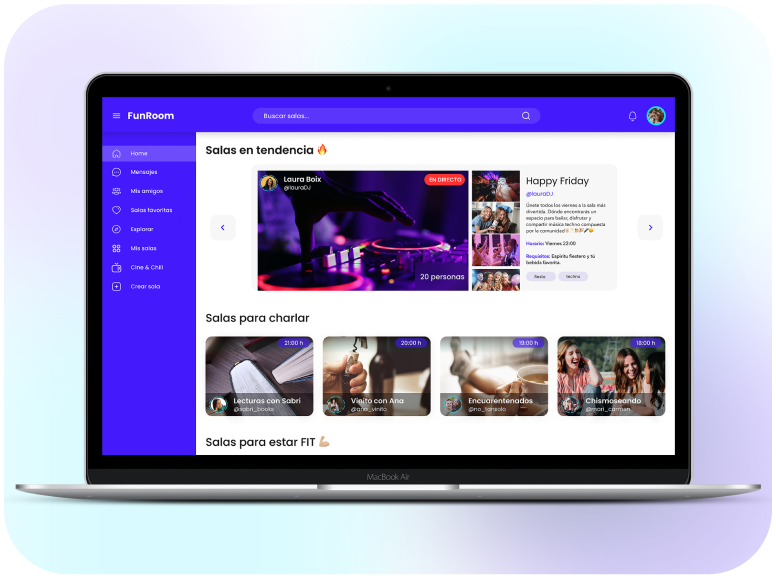 FunRoom
Buscar salas...
Home
Mensajes
Mis amigos
Salas favoritas
Explorar
Mis salas
Cine & Chill
Crear sala
Salas en tendencia 🔥
Laura Boix
@lauraDJ
EN DIRECTO
20 personas
Happy Friday
@lauraDJ
Únete todos los viernes a la sala más
divertida. Dónde encontrarás un
espacio para bailar, disfrutar y
compartir música techno compuesta
por la comunidad
Horario: Viernes 22:00
Requisitos: Espíritu fiestero y tú
bebida favorita.
fiesta
techno
Salas para charlar
21:00 h
Lecturas con Sabri
@sabri_books
20:00 h
Vinito con Ana
@ana_vinito
19:00 h
Encuarentenados
@no_tansolo
18:00 h
Chismoseando
@mari_carmen
Salas para estar FIT 💪🏼
MacBook Air